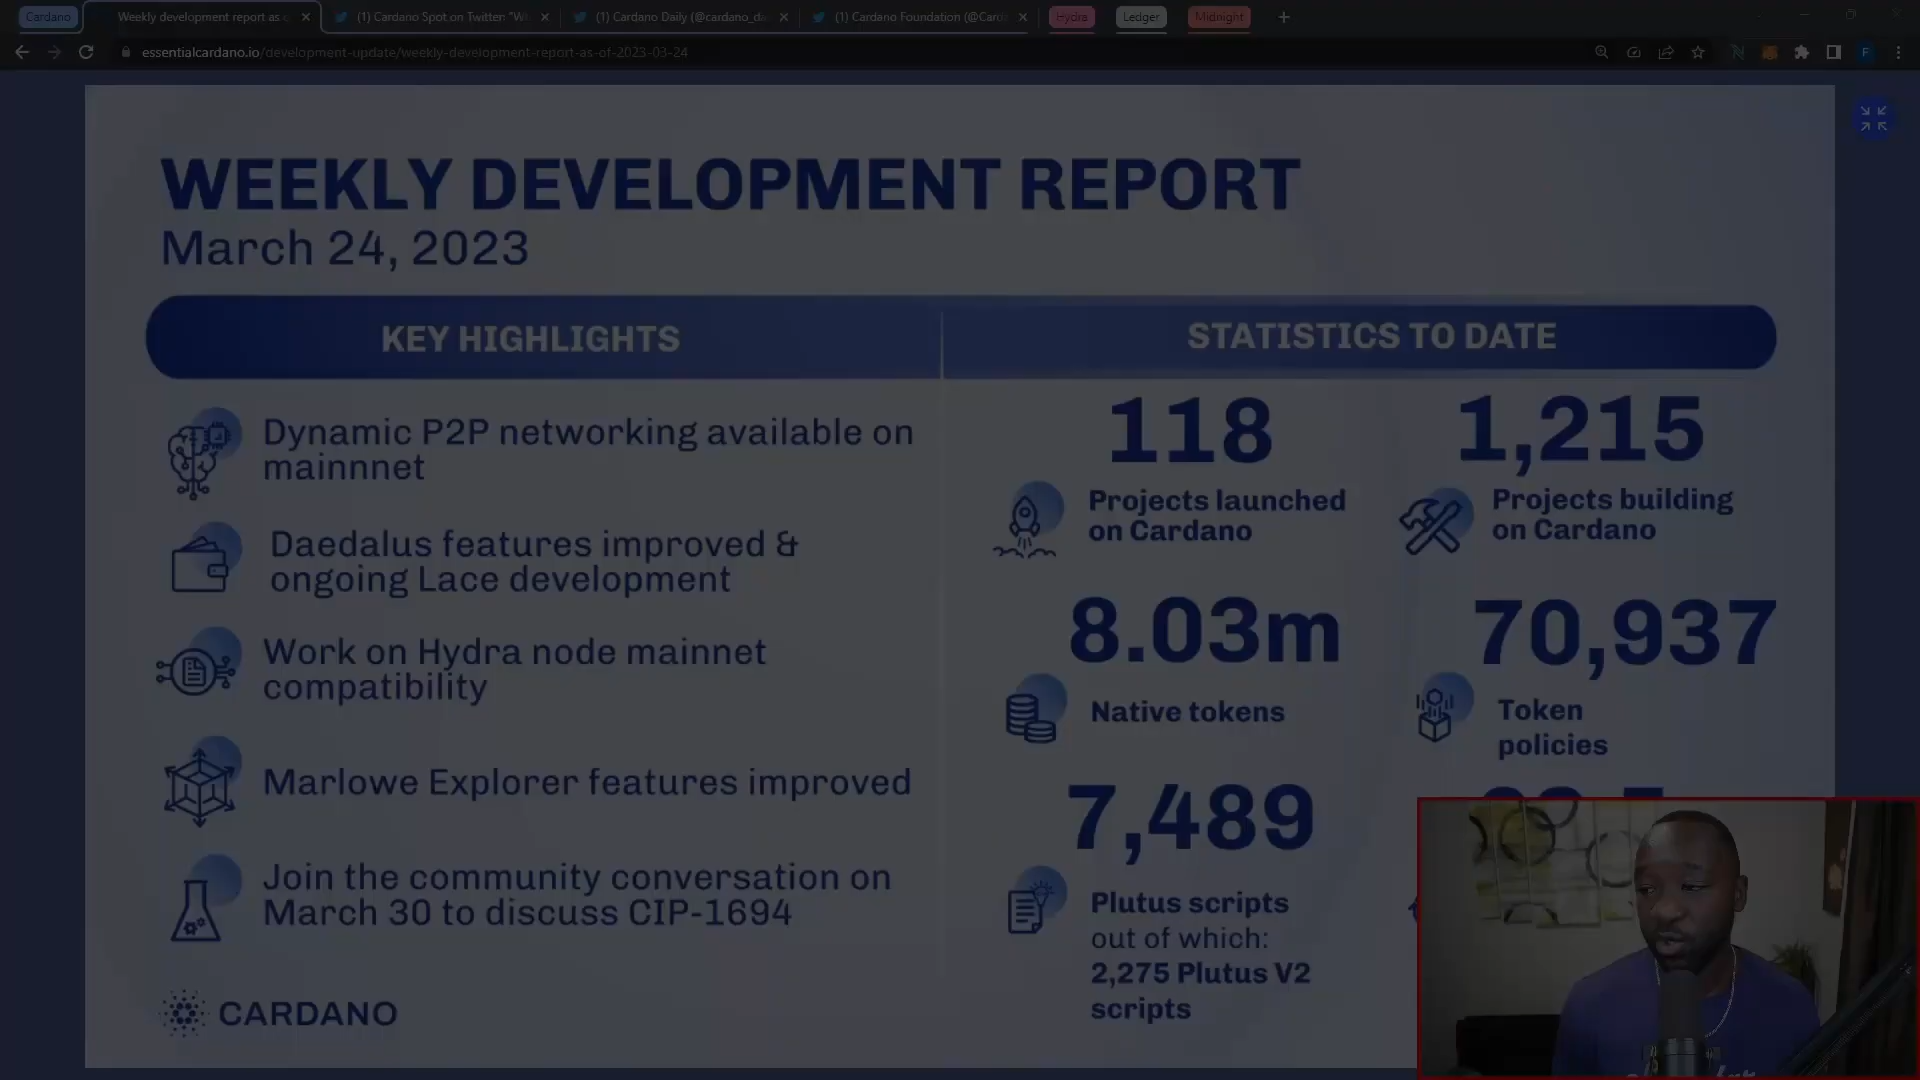 Cardano
Weekly development report as o
(1) Cardano Spot on Twitter: "W
(1) Cardano Daily (@cardano_da
(1) Cardano Foundation (@Card
Hydra
Ledger
Midnight
essentialcardano.io/development-update/weekly-development-report-as-of-2023-03-24
F
WEEKLY DEVELOPMENT REPORT
March 24, 2023
KEY HIGHLIGHTS
Dynamic P2P networking available on
mainnnet
Daedalus features improved &
ongoing Lace development
Work on Hydra node mainnet
compatibility
Marlowe Explorer features improved
Join the community conversation on
March 30 to discuss CIP-1694
CARDANO
STATISTICS TO DATE
118
Projects launched
on Cardano
1,215
Projects building
on Cardano
8.03m
Native tokens
70,937
Token
policies
7,489
Plutus scripts
out of which:
2,275 Plutus V2
scripts